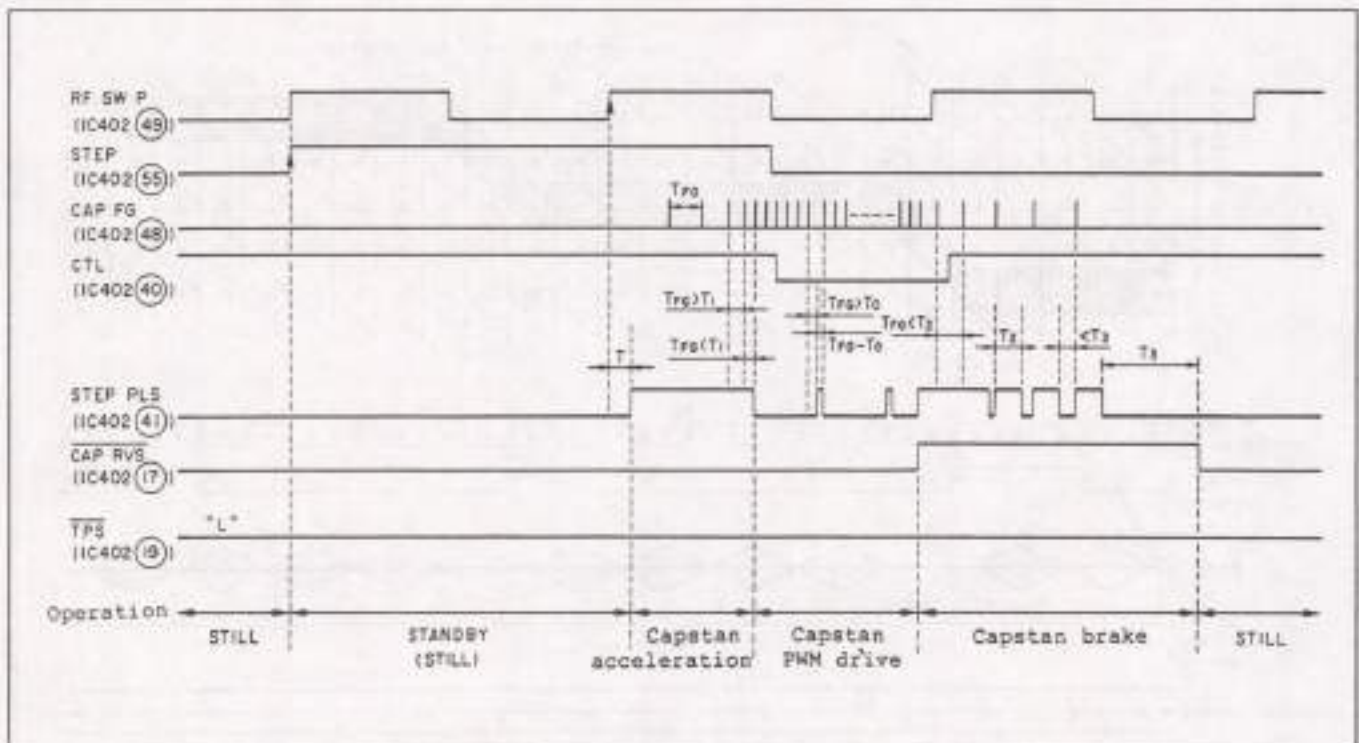 RF SW P
(IC402 49)
STEP
(IC402 55)
TFG
CAP FG
(IC402 48)
CTL
(IC402 40)
TFG>T1
TFG>T0
TFG<T2
TFG<T1
TFG-T0
T
T2
<T2
T3
STEP PLS
(IC402 41)
CAP RVS
(IC402 17)
"L"
TPS
(IC402 19)
Operation
STILL
STANDBY
(STILL)
Capstan
acceleration
Capstan
PWM drive
Capstan brake
STILL